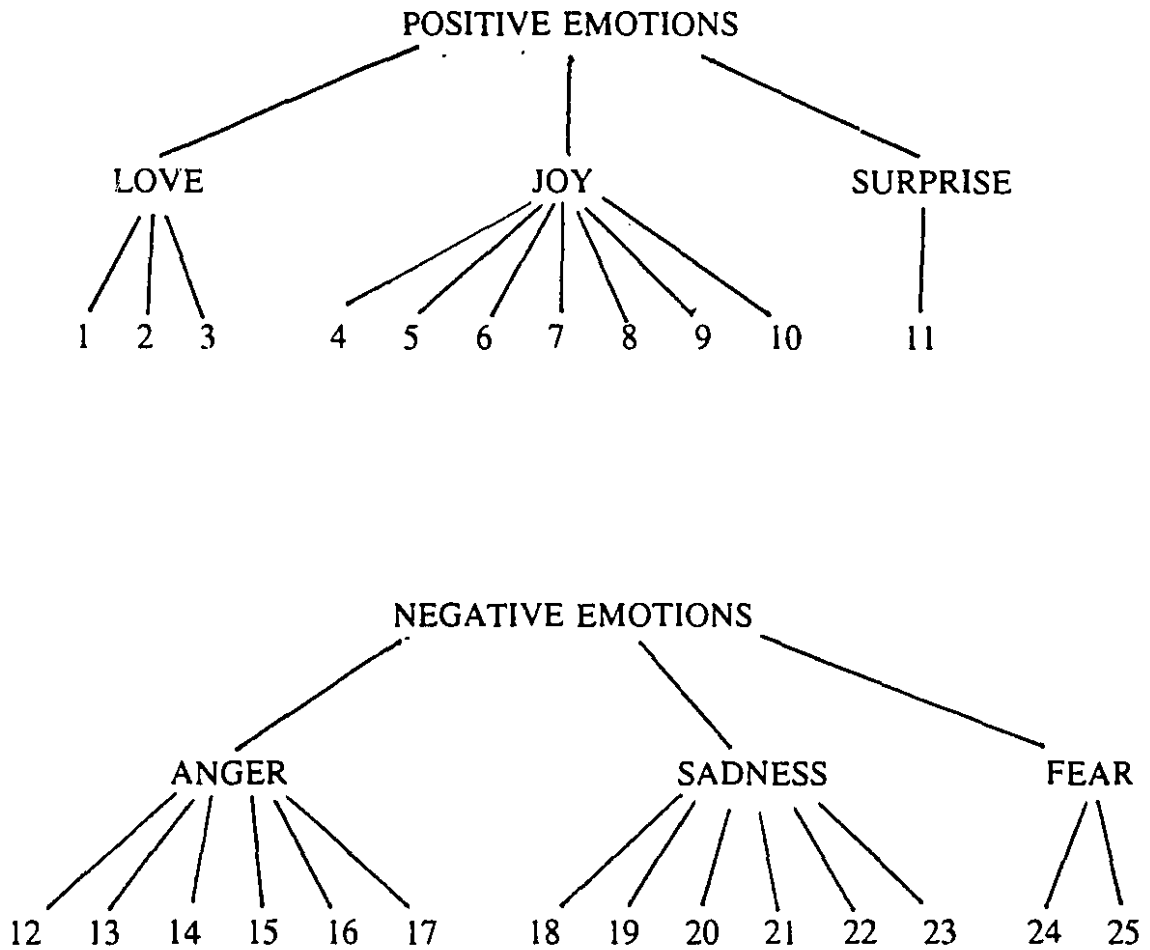 POSITIVE EMOTIONS
LOVE JOY SURPRISE
1 2 3 4 5 6 7 8 9 10 11
NEGATIVE EMOTIONS
ANGER SADNESS FEAR
12 13 14 15 16 17 18 19 20 21 22 23 24 25